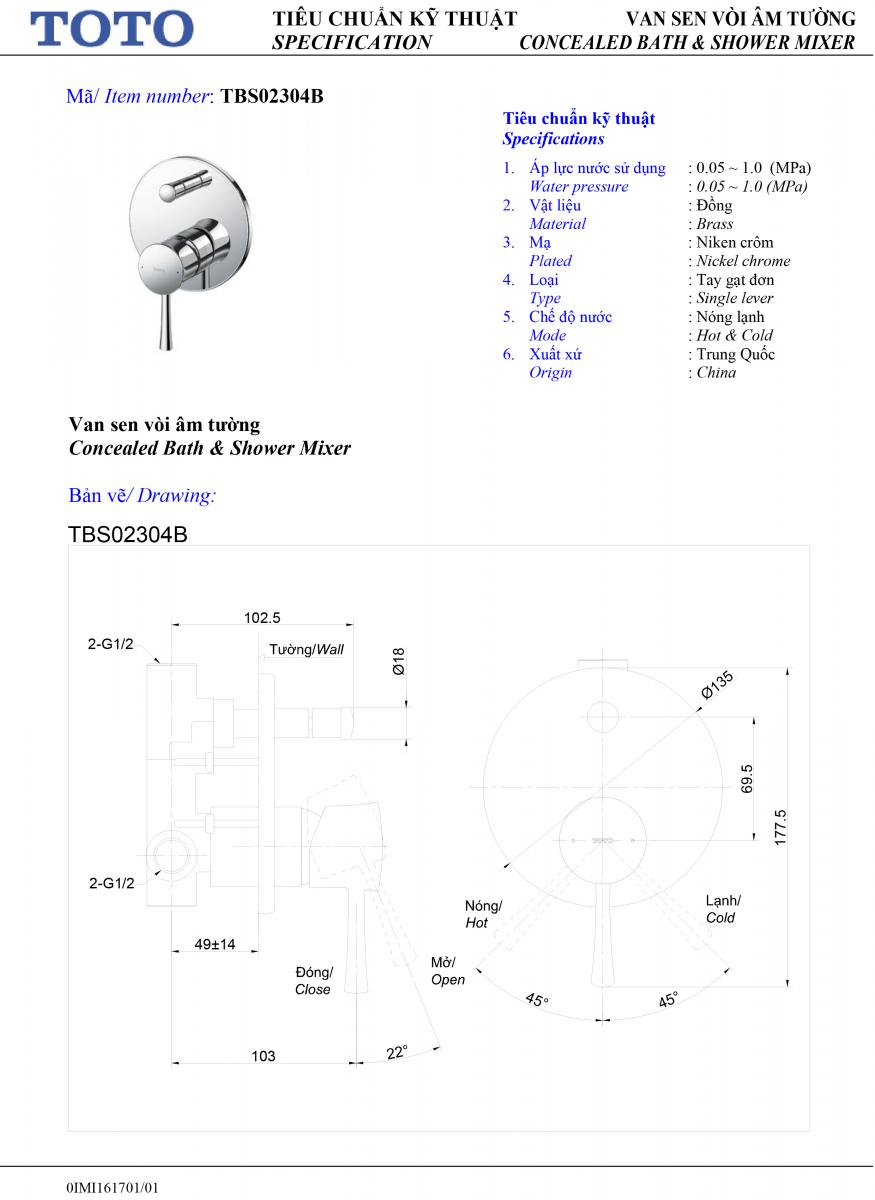 TOTO
TIÊU CHUẨN KỸ THUẬT
VAN SEN VÒI ÂM TƯỜNG
SPECIFICATION
CONCEALED BATH & SHOWER MIXER
Mã/ Item number: TBS02304B
Tiêu chuẩn kỹ thuật
Specifications
1. Áp lực nước sử dụng : 0.05 ~ 1.0 (MPa)
Water pressure : 0.05 ~ 1.0 (MPa)
2. Vật liệu : Đồng
Material : Brass
3. Mạ : Niken crôm
Plated : Nickel chrome
4. Loại : Tay gạt đơn
Type : Single lever
5. Chế độ nước : Nóng lạnh
Mode : Hot & Cold
6. Xuất xứ : Trung Quốc
Origin : China
Van sen vòi âm tường
Concealed Bath & Shower Mixer
Bản vẽ/ Drawing:
TBS02304B
102.5
2-G1/2
Tường/Wall
Ø18
Ø135
69.5
177.5
TOTO
2-G1/2
49±14
Đóng/
Close
Mở/
Open
103
22°
Nóng/
Hot
Lạnh/
Cold
45°
45°
0IMI161701/01